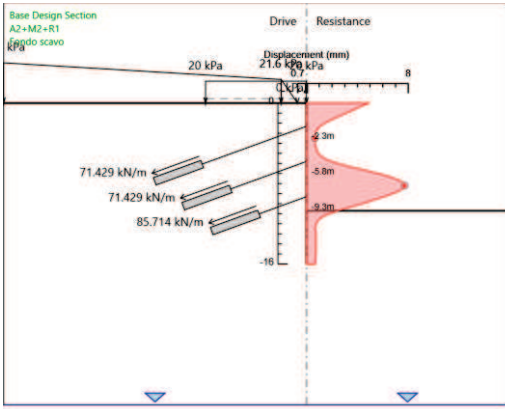 Base Design Section
A2+M2+R1
Fondo scavo
kPa
Drive
Resistance
Displacement (mm)
20 kPa
21.6 kPa
0.7
8
0
-2.3m
-5.8m
-9.3m
-16
71.429 kN/m
71.429 kN/m
85.714 kN/m